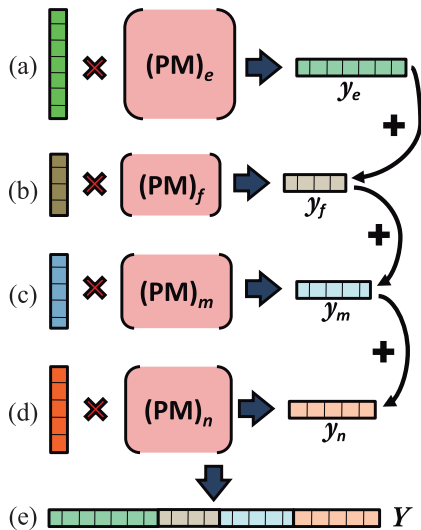 (a) × (PM)e ye
+
(b) × (PM)f yf
+
(c) × (PM)m ym
+
(d) × (PM)n yn
(e) Y